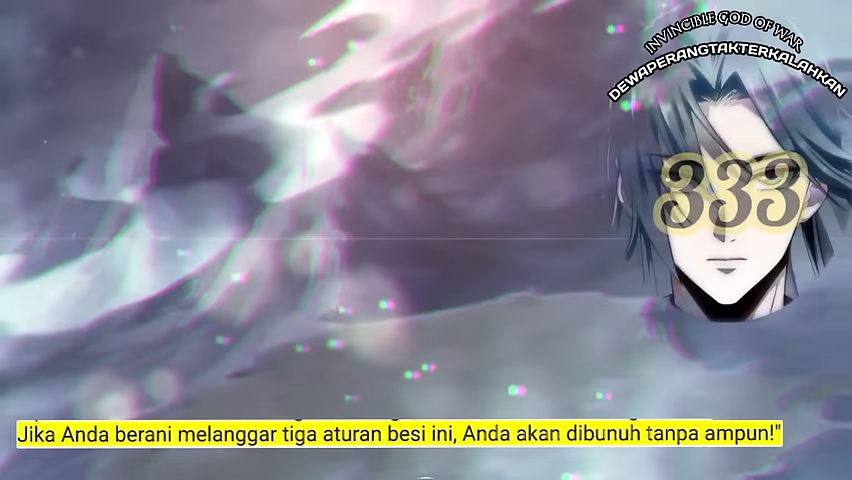 INVINCIBLE GOD OF WAR
DEWAPERANGTAKTERKALAHKAN
333
Jika Anda berani melanggar tiga aturan besi ini, Anda akan dibunuh tanpa ampun!"